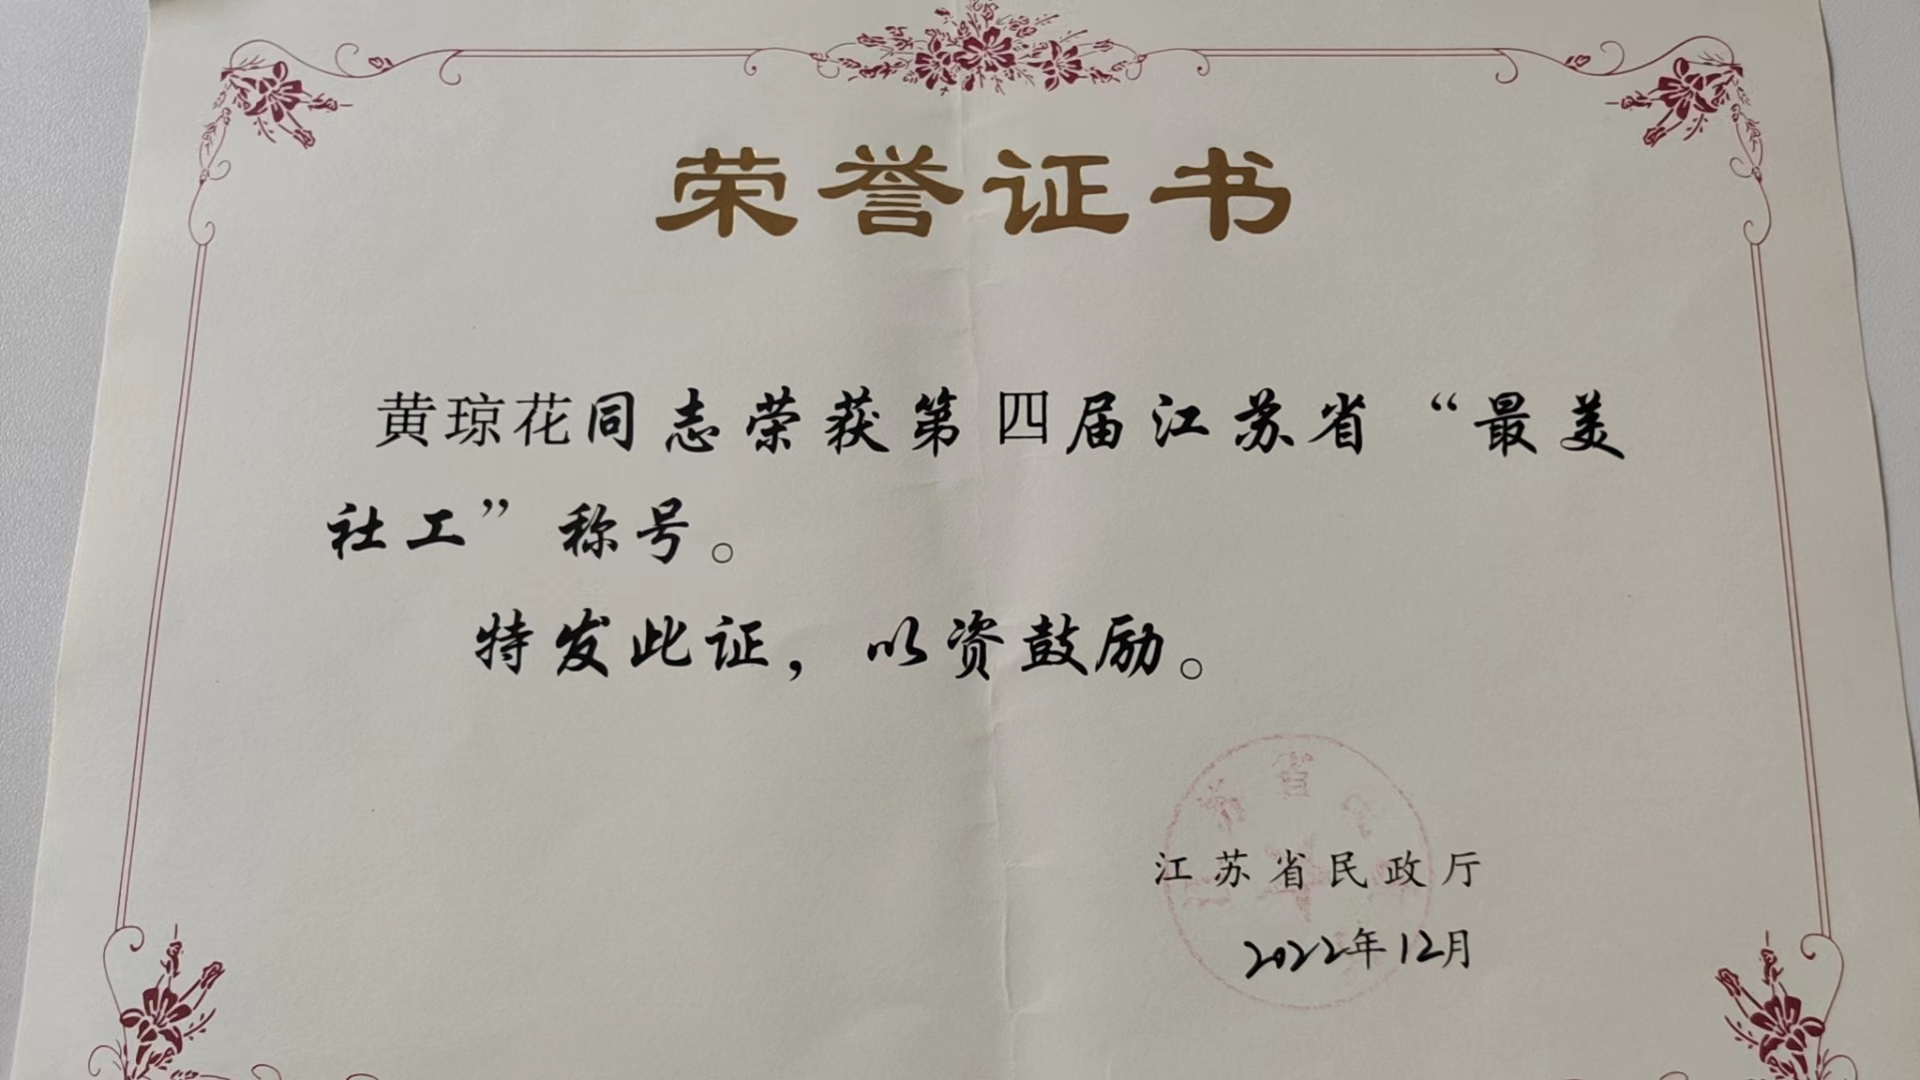 荣誉证书
黄琼花同志荣获第四届江苏省“最美
社工”称号。
特发此证，以资鼓励。
江苏省民政厅
2022年12月